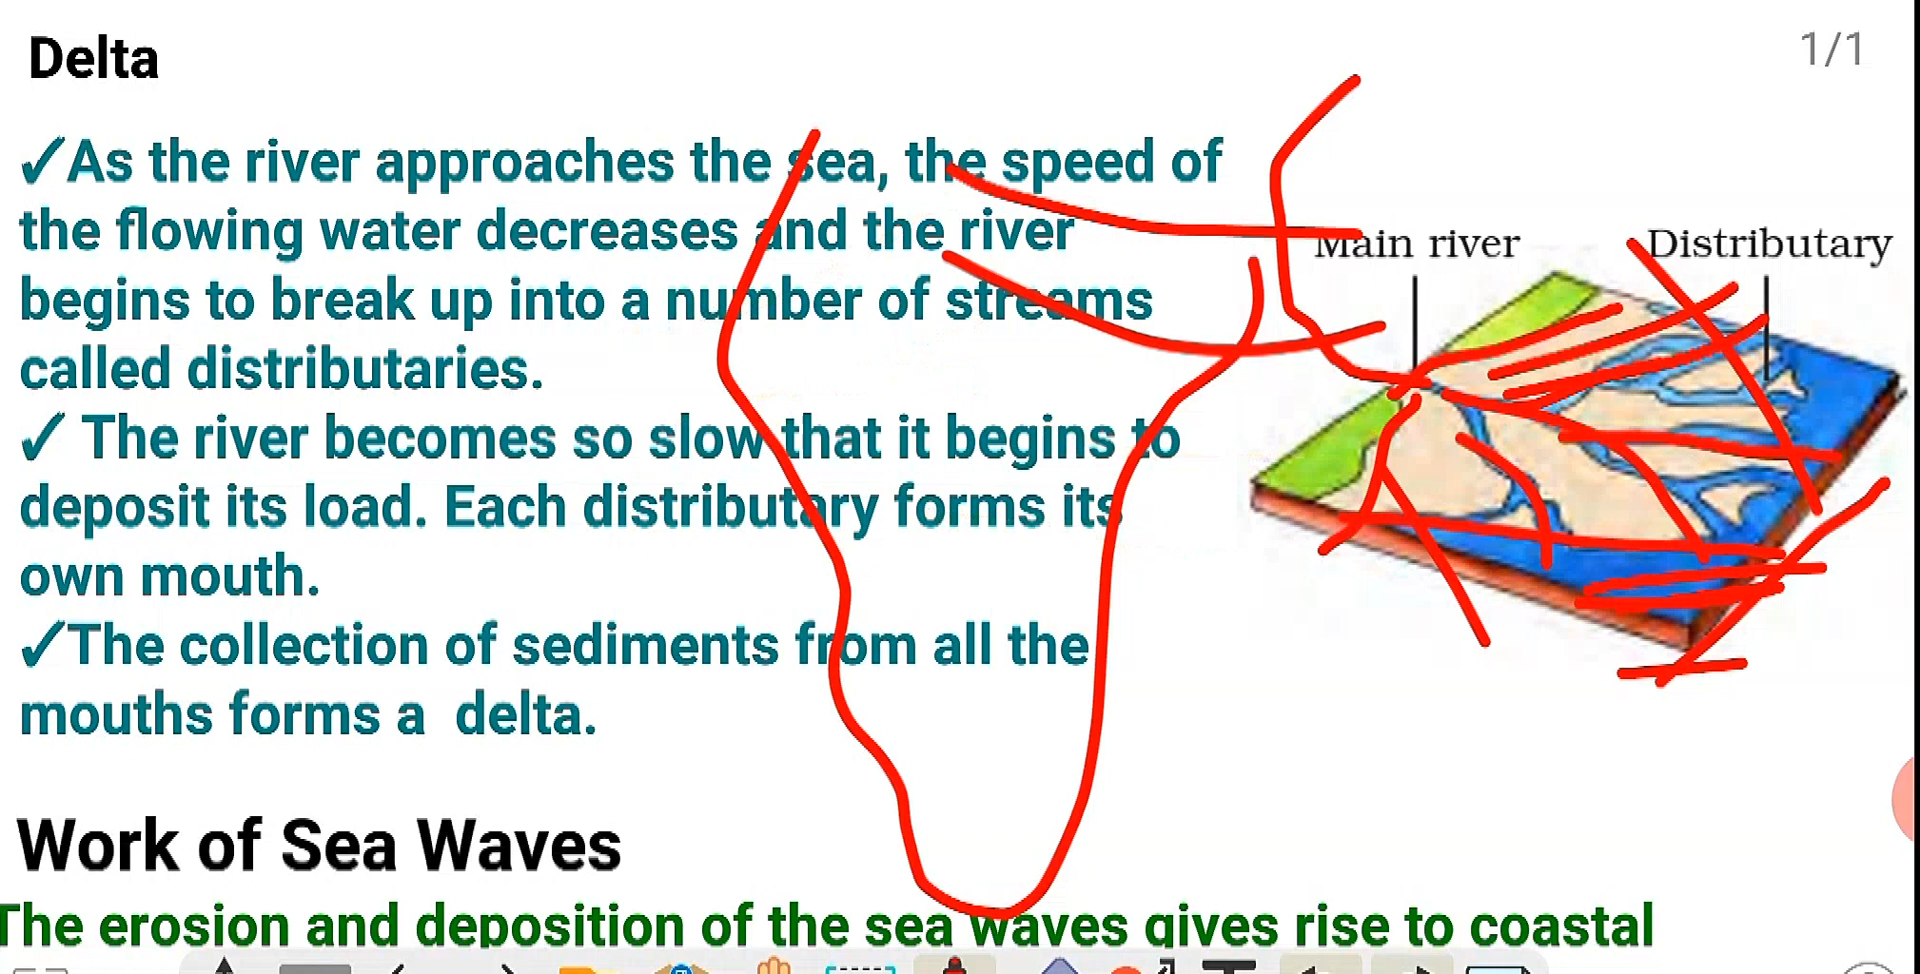 Delta
1/1
✓As the river approaches the sea, the speed of
the flowing water decreases and the river
begins to break up into a number of streams
called distributaries.
✓ The river becomes so slow that it begins to
deposit its load. Each distributary forms its
own mouth.
✓The collection of sediments from all the
mouths forms a delta.
Main river
Distributary
Work of Sea Waves
The erosion and deposition of the sea waves gives rise to coastal